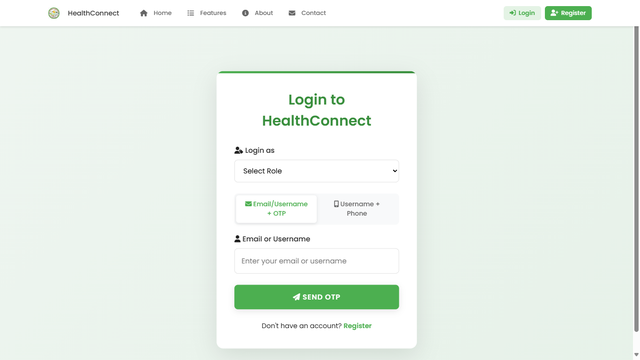 HealthConnect
Home
Features
About
Contact
Login
Register
Login to
HealthConnect
Login as
Select Role
Email/Username
+ OTP
Username +
Phone
Email or Username
Enter your email or username
SEND OTP
Don't have an account? Register